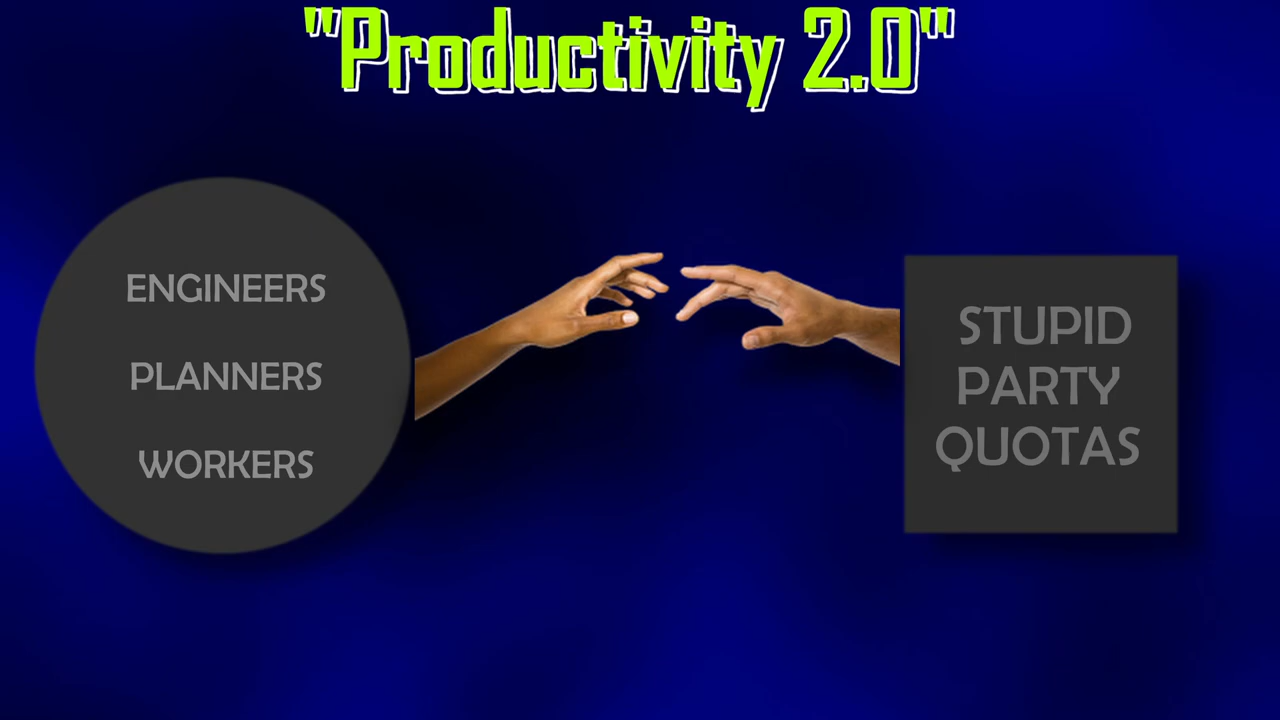 "Productivity 2.0"
ENGINEERS
PLANNERS
WORKERS
STUPID
PARTY
QUOTAS